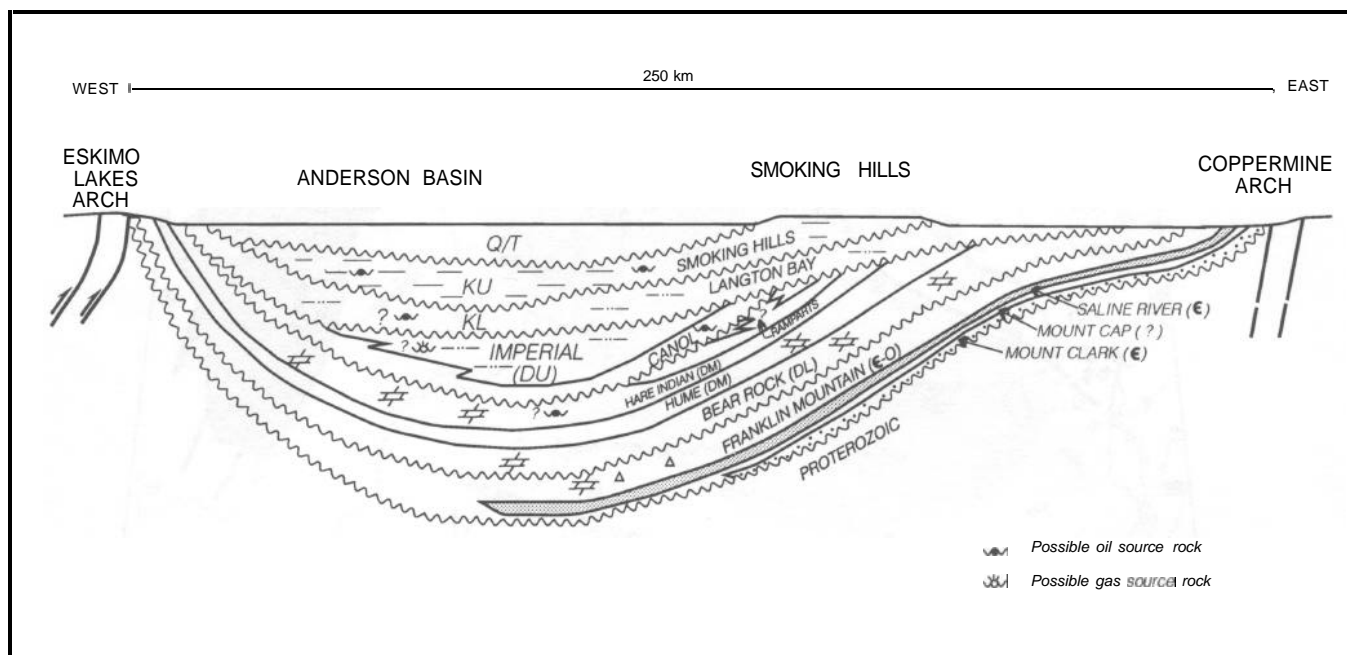 250 km
WEST
EAST
ESKIMO
LAKES
ARCH
ANDERSON BASIN
SMOKING HILLS
COPPERMINE
ARCH
Q/T
SMOKING HILLS
KU
LANGTON BAY
?
KL
?
IMPERIAL
(DU)
CANOL
?
RAMPARTS
HARE INDIAN (DM)
HUME (DM)
?
BEAR ROCK (DL)
FRANKLIN MOUNTAIN (Є-O)
PROTEROZOIC
SALINE RIVER (Є)
MOUNT CAP (?)
MOUNT CLARK (Є)
Possible oil source rock
Possible gas source rock